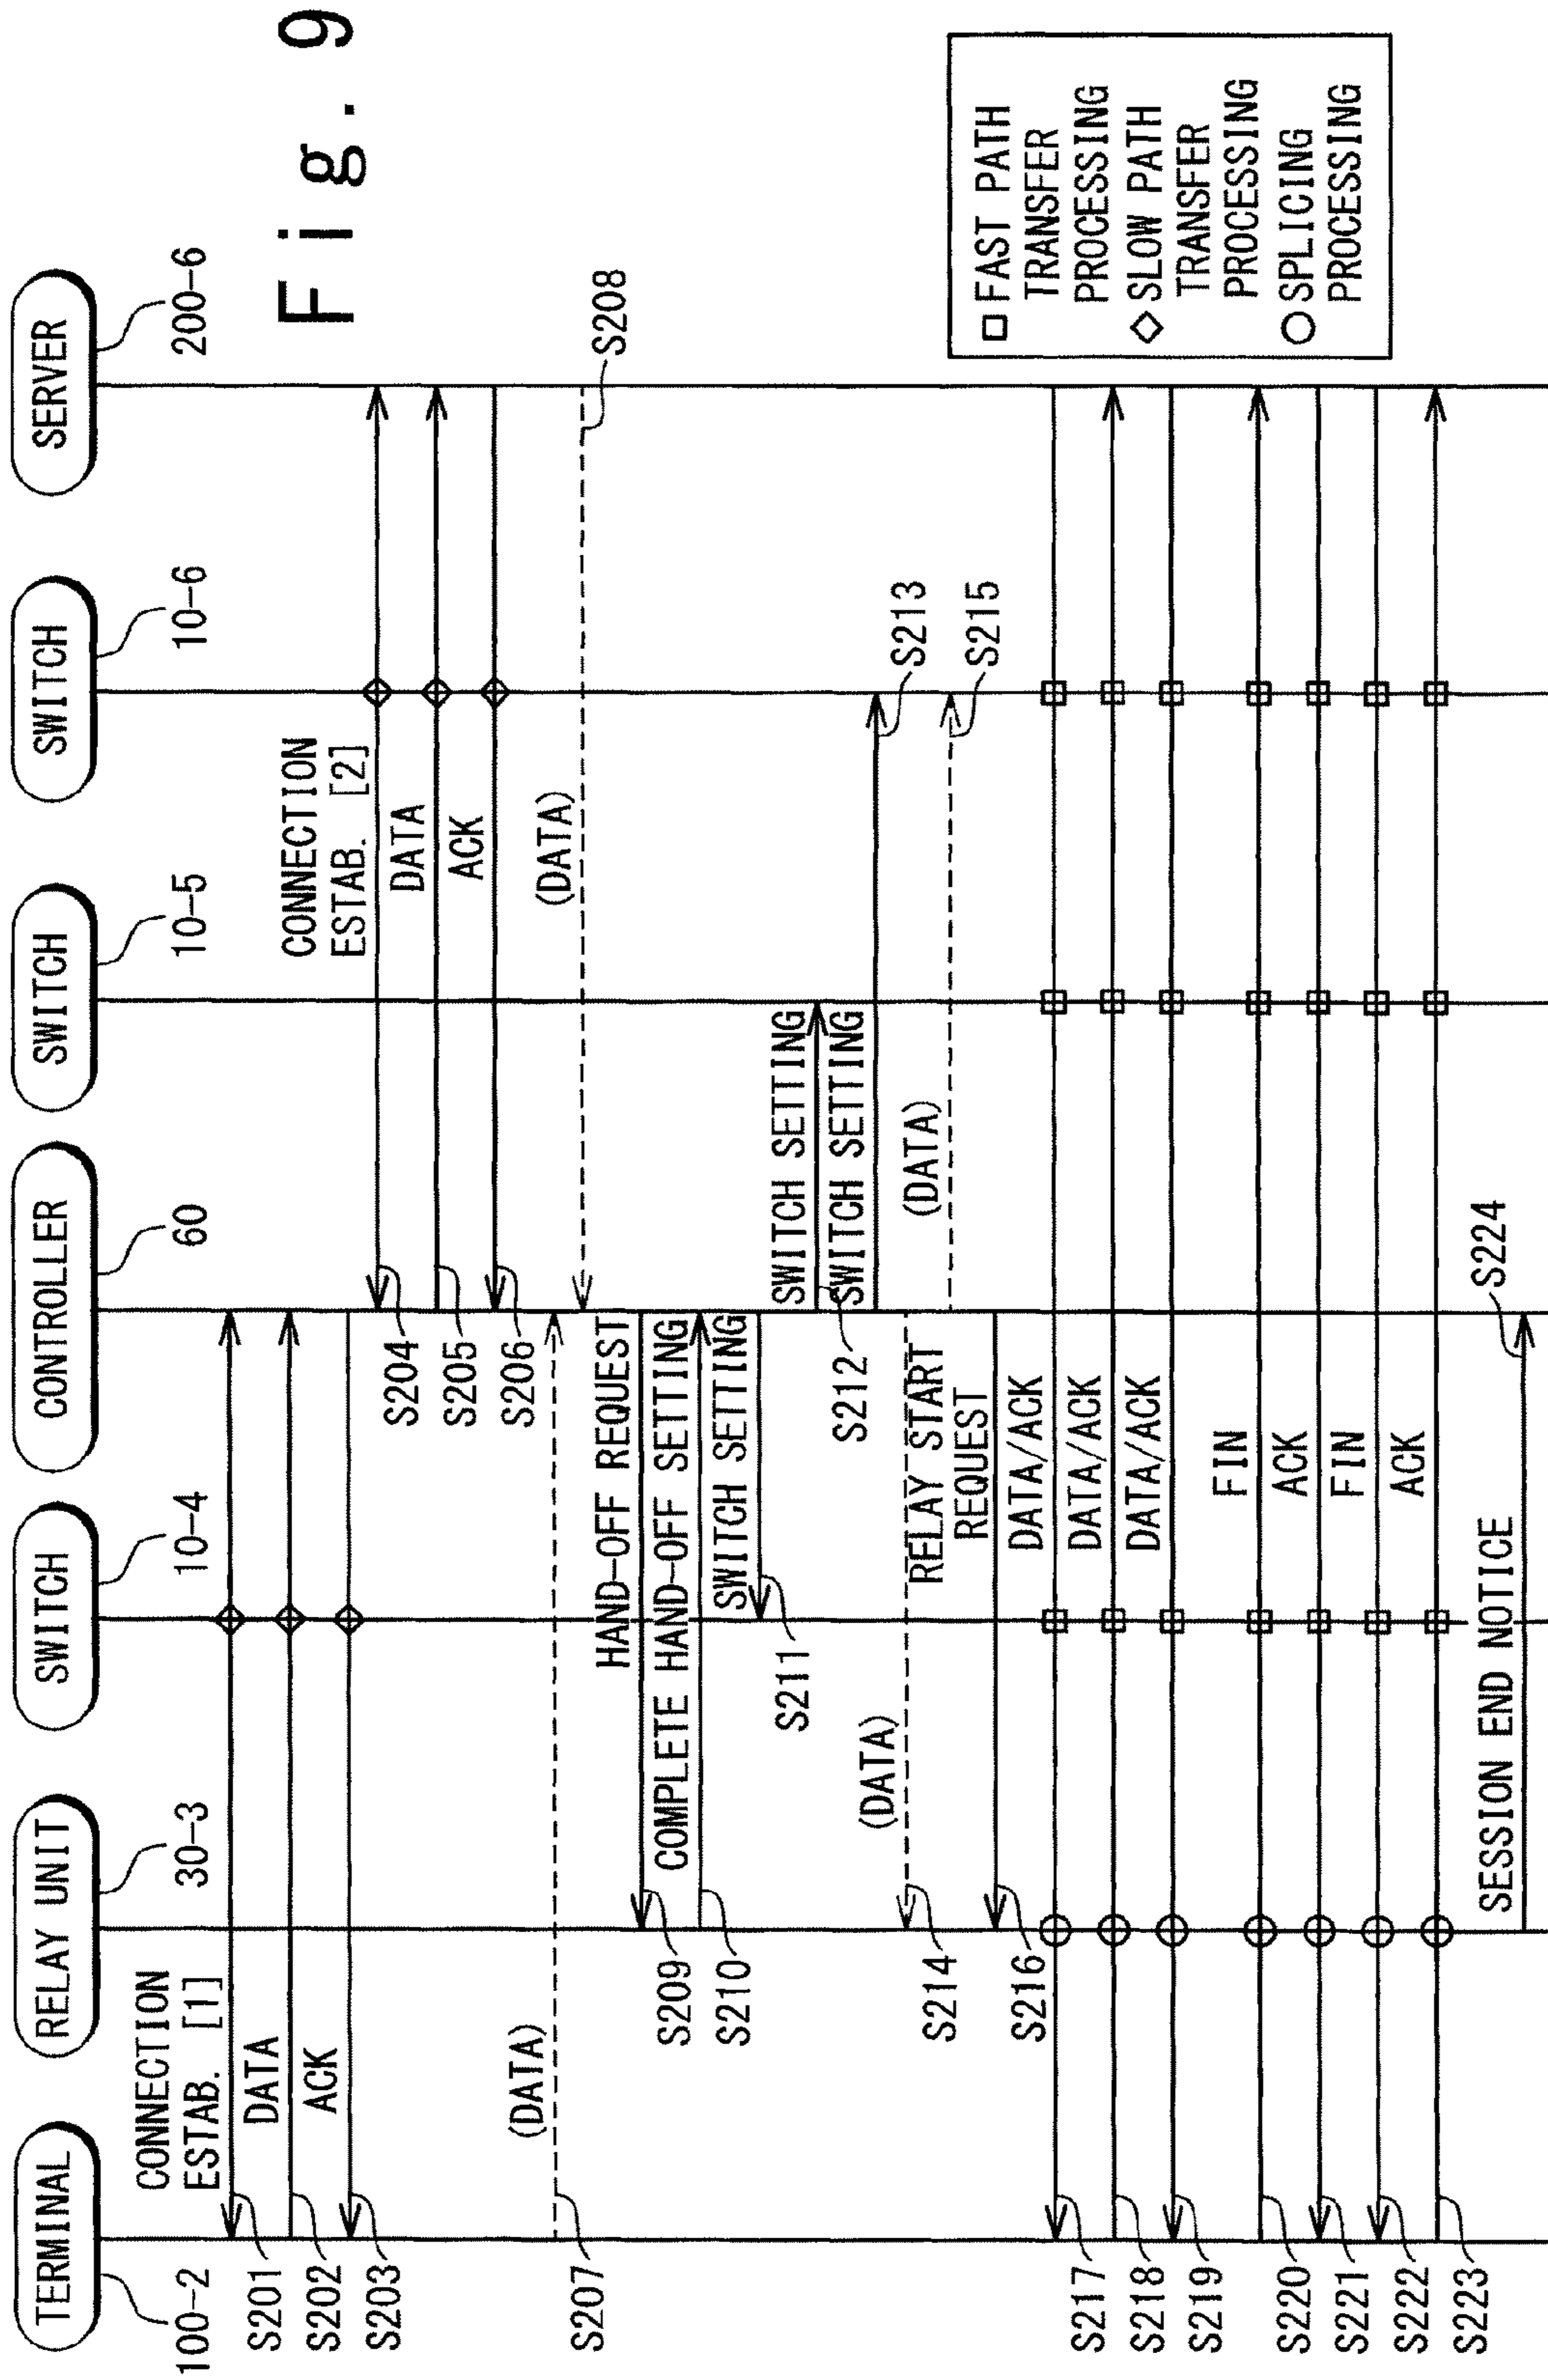 Fig. 9
TERMINAL
RELAY UNIT
SWITCH
CONTROLLER
SWITCH
SWITCH
SERVER
100-2
30-3
10-4
60
10-5
10-6
200-6
CONNECTION
ESTAB. [1]
S201
DATA
S202
ACK
S203
CONNECTION
ESTAB. [2]
S204
DATA
S205
ACK
S206
(DATA)
S207
(DATA)
S208
HAND-OFF REQUEST
S209
COMPLETE HAND-OFF SETTING
S210
SWITCH SETTING
S211
SWITCH SETTING
S212
SWITCH SETTING
S213
(DATA)
S214
(DATA)
S215
RELAY START
REQUEST
S216
DATA/ACK
S217
DATA/ACK
S218
DATA/ACK
S219
FIN
S220
ACK
S221
FIN
S222
ACK
S223
SESSION END NOTICE
S224
FAST PATH
TRANSFER
PROCESSING
SLOW PATH
TRANSFER
PROCESSING
SPLICING
PROCESSING